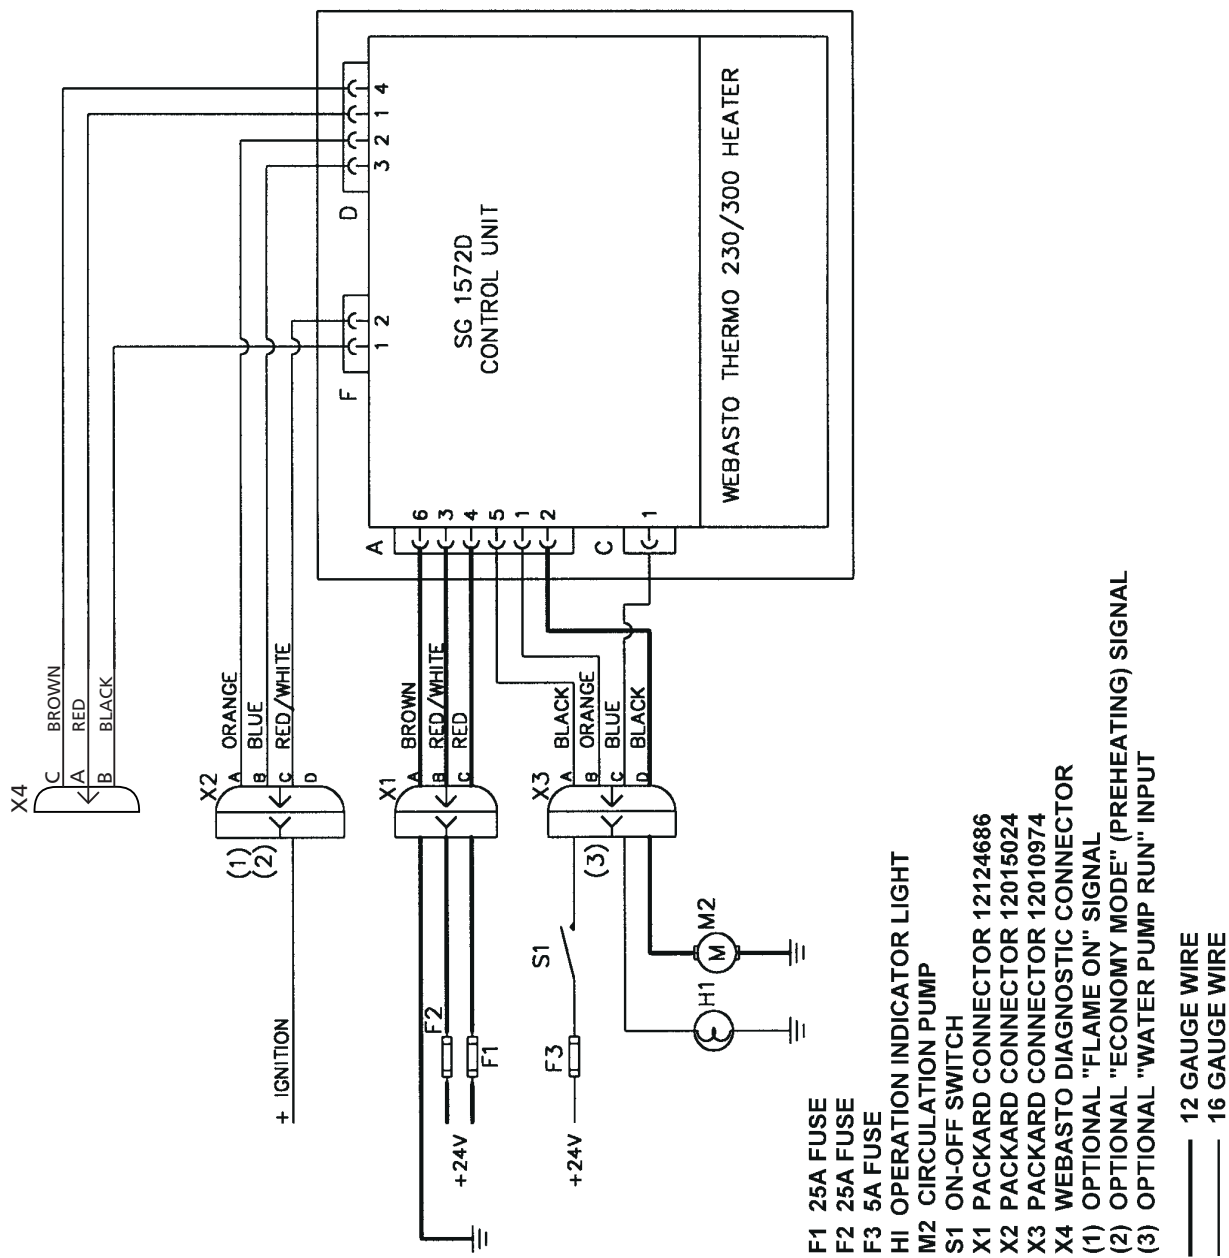 X4
C BROWN
A RED
B BLACK
X2
A ORANGE
B BLUE
C RED/WHITE
D
(1)
(2)
+ IGNITION
X1
A BROWN
B RED/WHITE
C RED
F2
F1
+24V
X3
A BLACK
B ORANGE
C BLUE
D BLACK
(3)
S1
F3
+24V
H1
M2
M
D
4
1
2
3
F
2
1
A
6
3
4
5
1
2
C
1
SG 1572D
CONTROL UNIT
WEBASTO THERMO 230/300 HEATER
F1 25A FUSE
F2 25A FUSE
F3 5A FUSE
HI OPERATION INDICATOR LIGHT
M2 CIRCULATION PUMP
S1 ON-OFF SWITCH
X1 PACKARD CONNECTOR 12124686
X2 PACKARD CONNECTOR 12015024
X3 PACKARD CONNECTOR 12010974
X4 WEBASTO DIAGNOSTIC CONNECTOR
(1) OPTIONAL "FLAME ON" SIGNAL
(2) OPTIONAL "ECONOMY MODE" (PREHEATING) SIGNAL
(3) OPTIONAL "WATER PUMP RUN" INPUT
12 GAUGE WIRE
16 GAUGE WIRE